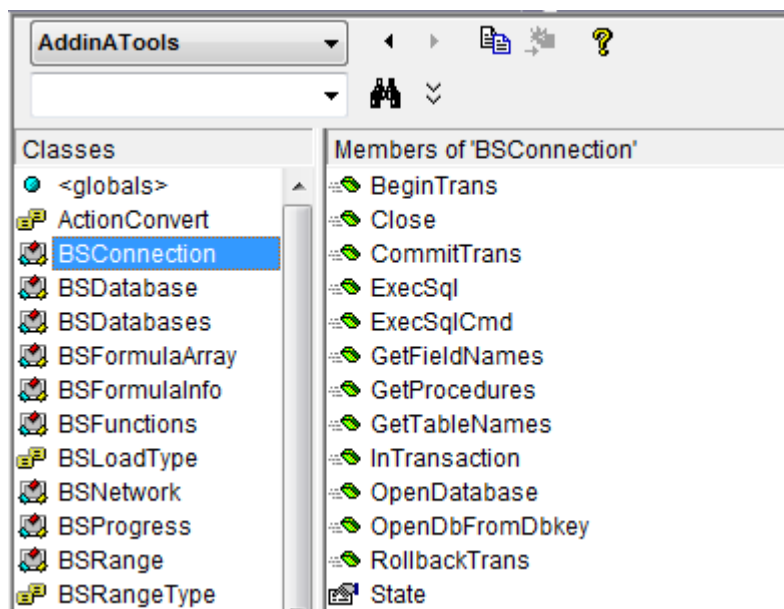 AddinATools
Classes
<globals>
ActionConvert
BSConnection
BSDatabase
BSDatabases
BSFormulaArray
BSFormulaInfo
BSFunctions
BSLoadType
BSNetwork
BSProgress
BSRange
BSRangeType
Members of 'BSConnection'
BeginTrans
Close
CommitTrans
ExecSql
ExecSqlCmd
GetFieldNames
GetProcedures
GetTableNames
InTransaction
OpenDatabase
OpenDbFromDbkey
RollbackTrans
State